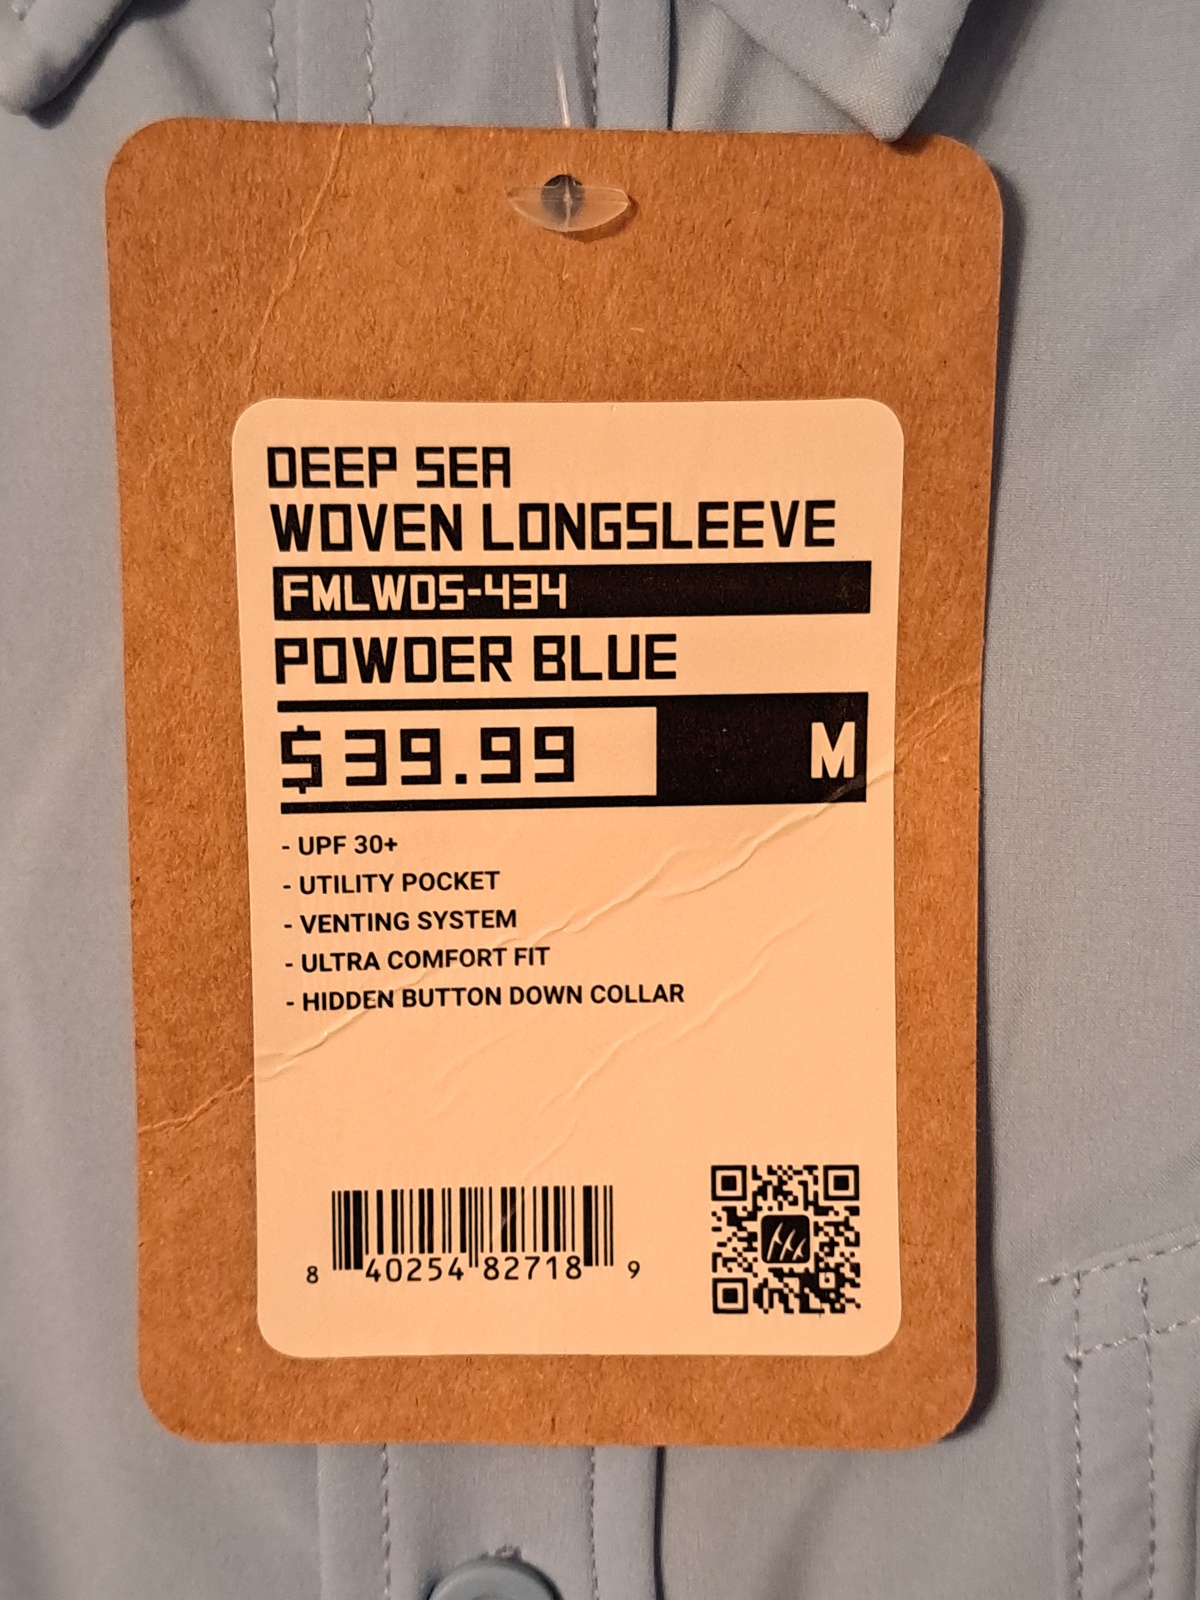 DEEP SEA
WOVEN LONGSLEEVE
FMLWDS-434
POWDER BLUE
$39.99 M
- UPF 30+
- UTILITY POCKET
- VENTING SYSTEM
- ULTRA COMFORT FIT
- HIDDEN BUTTON DOWN COLLAR
8 40254 82718 9